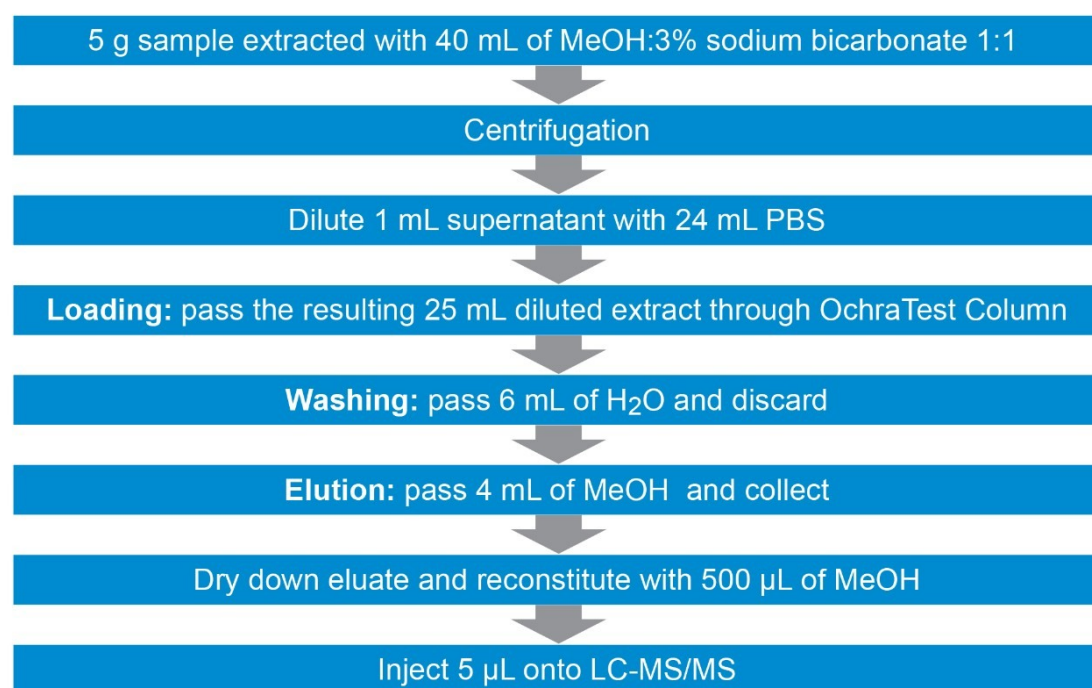 5 g sample extracted with 40 mL of MeOH:3% sodium bicarbonate 1:1
Centrifugation
Dilute 1 mL supernatant with 24 mL PBS
Loading: pass the resulting 25 mL diluted extract through OchraTest Column
Washing: pass 6 mL of H₂O and discard
Elution: pass 4 mL of MeOH  and collect
Dry down eluate and reconstitute with 500 µL of MeOH
Inject 5 µL onto LC-MS/MS